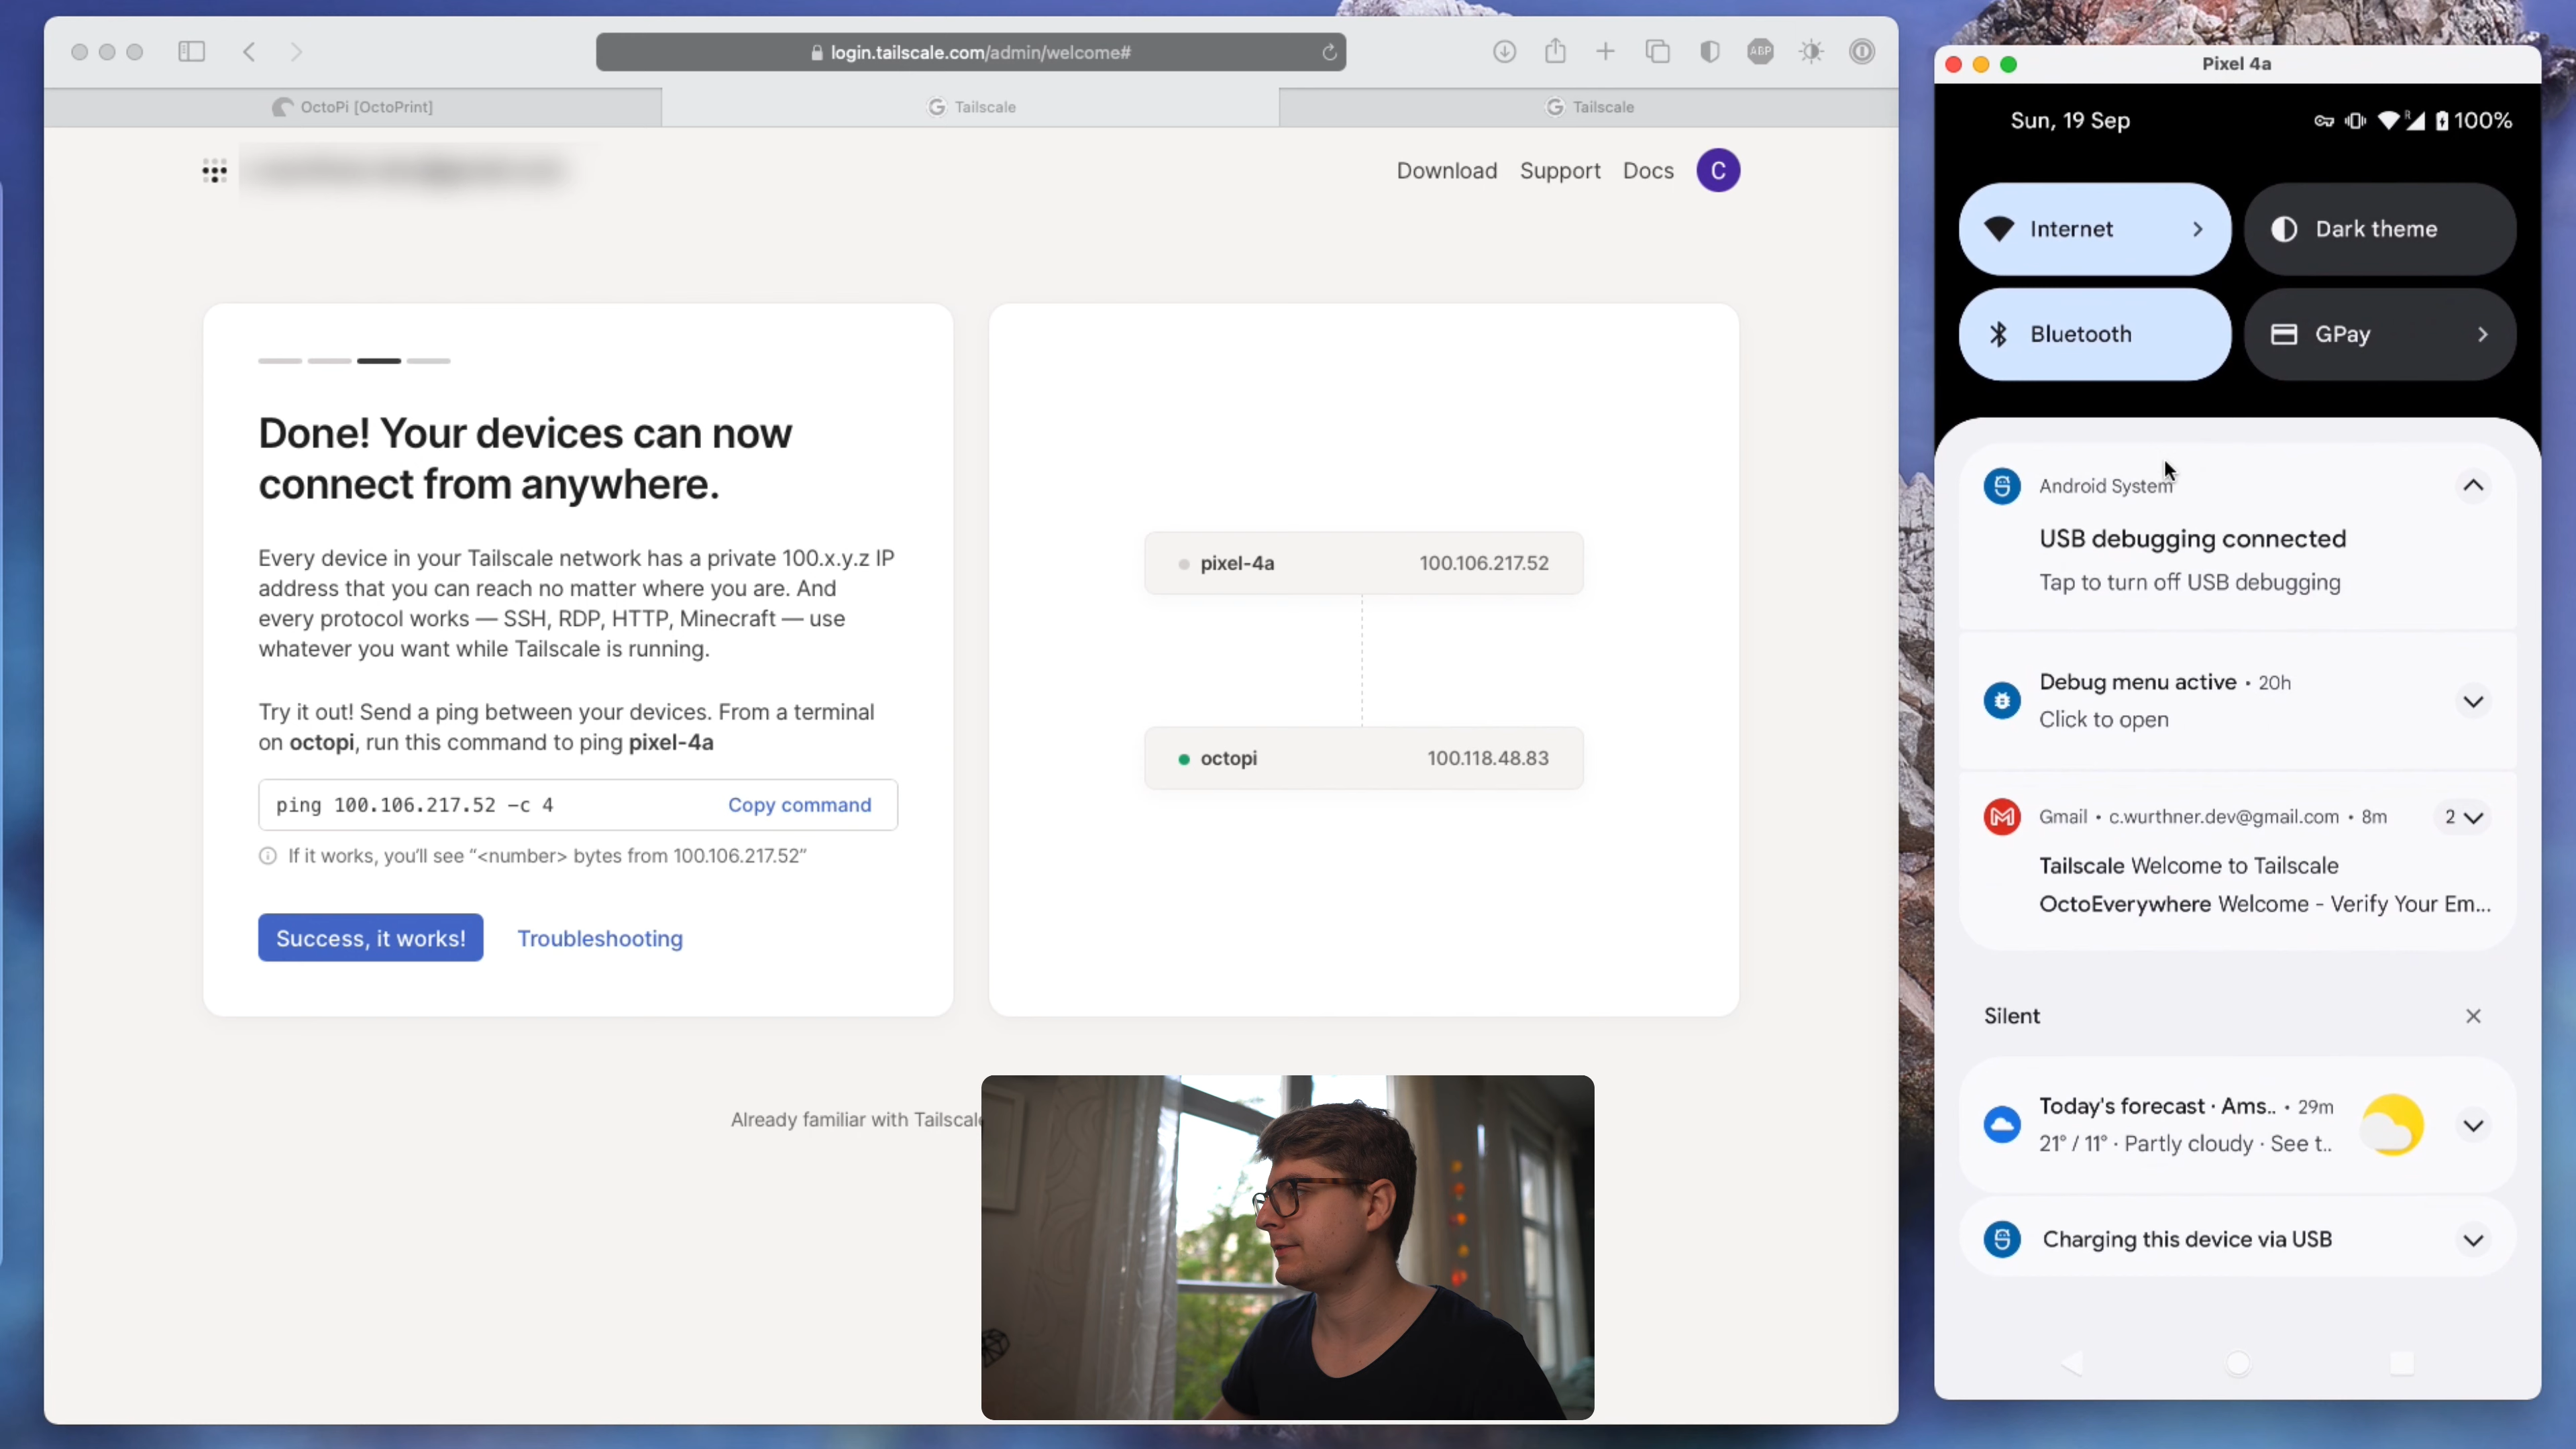 login.tailscale.com/admin/welcome#
ABP
OctoPi [OctoPrint]
Tailscale
Tailscale
Download
Support
Docs
C
Done! Your devices can now
connect from anywhere.
Every device in your Tailscale network has a private 100.x.y.z IP
address that you can reach no matter where you are. And
every protocol works — SSH, RDP, HTTP, Minecraft — use
whatever you want while Tailscale is running.
Try it out! Send a ping between your devices. From a terminal
on octopi, run this command to ping pixel-4a
ping 100.106.217.52 -c 4
Copy command
If it works, you'll see “<number> bytes from 100.106.217.52”
Success, it works!
Troubleshooting
pixel-4a 100.106.217.52
octopi 100.118.48.83
Already familiar with Tailscale
Pixel 4a
Sun, 19 Sep
R
100%
Internet
Dark theme
Bluetooth
GPay
Android System
USB debugging connected
Tap to turn off USB debugging
Debug menu active • 20h
Click to open
Gmail • c.wurthner.dev@gmail.com • 8m
2
Tailscale Welcome to Tailscale
OctoEverywhere Welcome - Verify Your Em...
Silent
Today's forecast · Ams.. • 29m
21° / 11° · Partly cloudy · See t..
Charging this device via USB